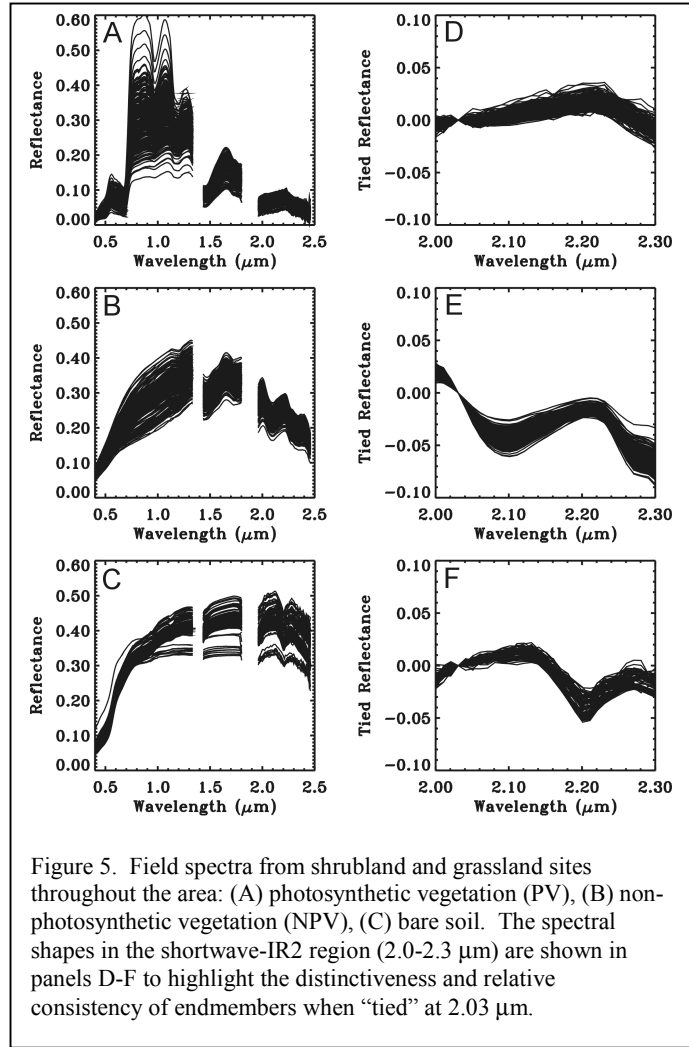 A
0.60
0.50
0.40
0.30
0.20
0.10
0.00
Reflectance
0.5 1.0 1.5 2.0 2.5
Wavelength (μm)
D
0.10
0.05
0.00
−0.05
−0.10
Tied Reflectance
2.00 2.10 2.20 2.30
Wavelength (μm)
B
0.60
0.50
0.40
0.30
0.20
0.10
0.00
Reflectance
0.5 1.0 1.5 2.0 2.5
Wavelength (μm)
E
0.10
0.05
0.00
−0.05
−0.10
Tied Reflectance
2.00 2.10 2.20 2.30
Wavelength (μm)
C
0.60
0.50
0.40
0.30
0.20
0.10
0.00
Reflectance
0.5 1.0 1.5 2.0 2.5
Wavelength (μm)
F
0.10
0.05
0.00
−0.05
−0.10
Tied Reflectance
2.00 2.10 2.20 2.30
Wavelength (μm)
Figure 5. Field spectra from shrubland and grassland sites
throughout the area: (A) photosynthetic vegetation (PV), (B) non-
photosynthetic vegetation (NPV), (C) bare soil. The spectral
shapes in the shortwave-IR2 region (2.0-2.3 μm) are shown in
panels D-F to highlight the distinctiveness and relative
consistency of endmembers when “tied” at 2.03 μm.